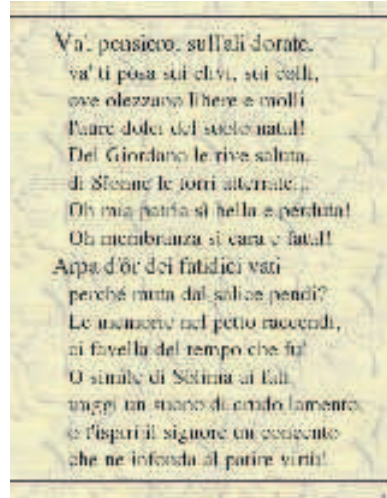 Va', pensiero, sull'ali dorate,
va' ti posa sui clivi, sui colli,
ove olezzano libere e molli
l'aure dolci del suolo natal!
Del Giordano le rive saluta,
di Sïonne le torri atterrate...
Oh mia patria sì bella e perduta!
Oh membranza sì cara e fatal!
Arpa d'ôr dei fatidici vati
perché muta dal salice pendi?
Le memorie nel petto raccendi,
ci favella del tempo che fu!
O simile di Sòlima ai fati
traggi un suono di crudo lamento,
o t'ispiri il signore un concento
che ne infonda al patire virtù!